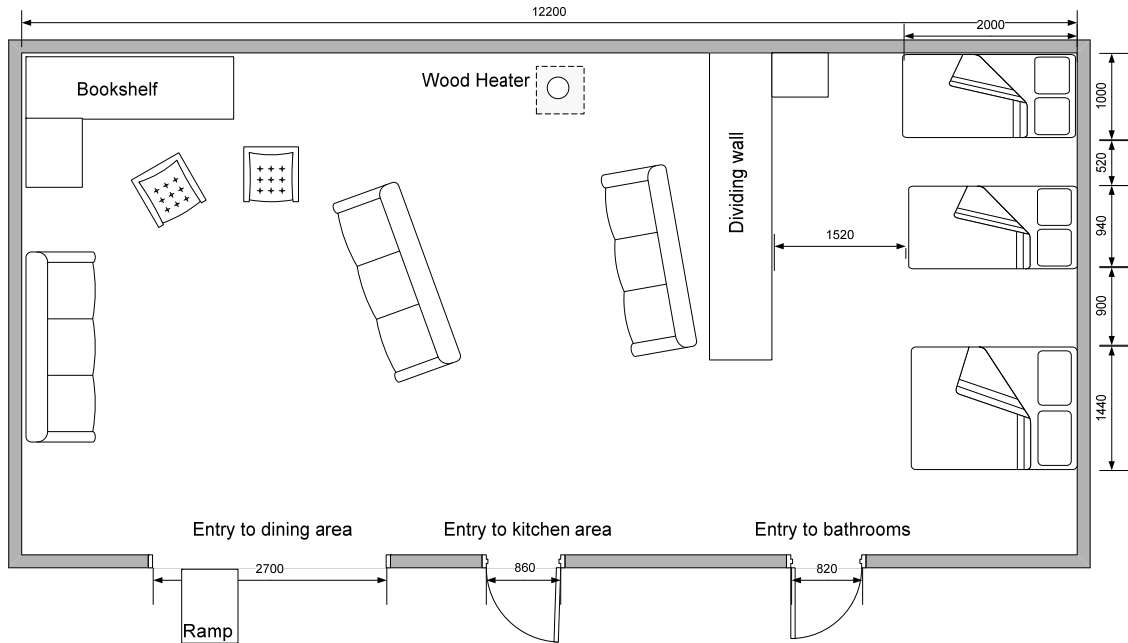 12200
2000
Bookshelf
Wood Heater
1000
520
Dividing wall
940
1520
900
1440
Entry to dining area
Entry to kitchen area
Entry to bathrooms
2700
860
820
Ramp